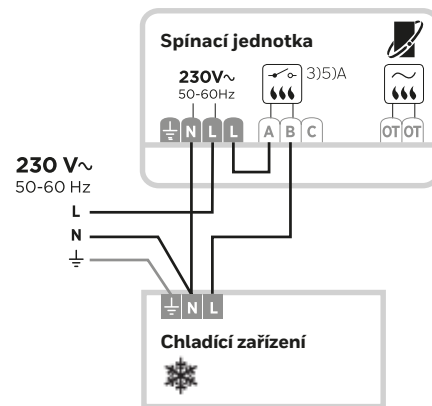 Spínací jednotka
230V~
50-60Hz
3)5)A
N L L A B C OT OT
230 V~
50-60 Hz
L
N
N L
Chladící zařízení